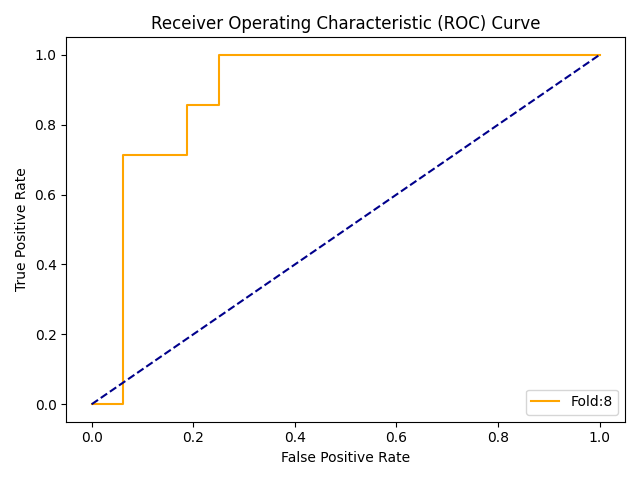 Receiver Operating Characteristic (ROC) Curve
1.0
0.8
0.6
0.4
0.2
0.0
True Positive Rate
0.0 0.2 0.4 0.6 0.8 1.0
False Positive Rate
Fold:8